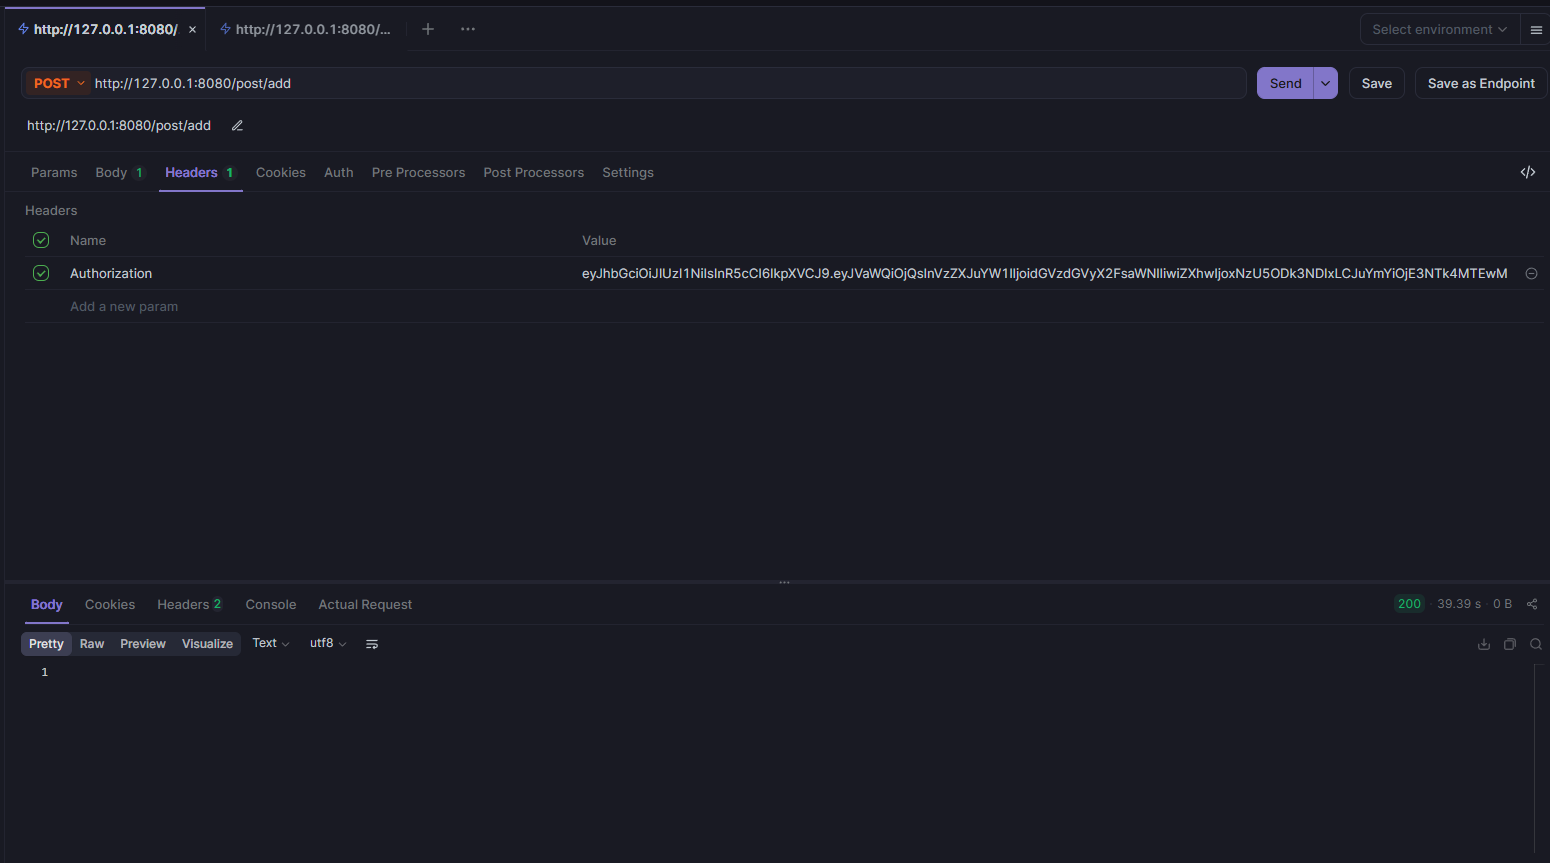 http://127.0.0.1:8080/ × http://127.0.0.1:8080/... + ... Select environment
POST http://127.0.0.1:8080/post/add Send Save Save as Endpoint
http://127.0.0.1:8080/post/add
Params Body 1 Headers 1 Cookies Auth Pre Processors Post Processors Settings </>
Headers
Name Value
Authorization eyJhbGciOiJIUzI1NiIsInR5cCI6IkpXVCJ9.eyJVaWQiOjQsInVzZXJuYW1lIjoidGVzdGVyX2FsaWNlIiwiZXhwIjoxNzU5ODk3NDIxLCJuYmYiOjE3NTk4MTEwM
Add a new param
Body Cookies Headers 2 Console Actual Request 200 · 39.39 s · 0 B
Pretty Raw Preview Visualize Text utf8
1